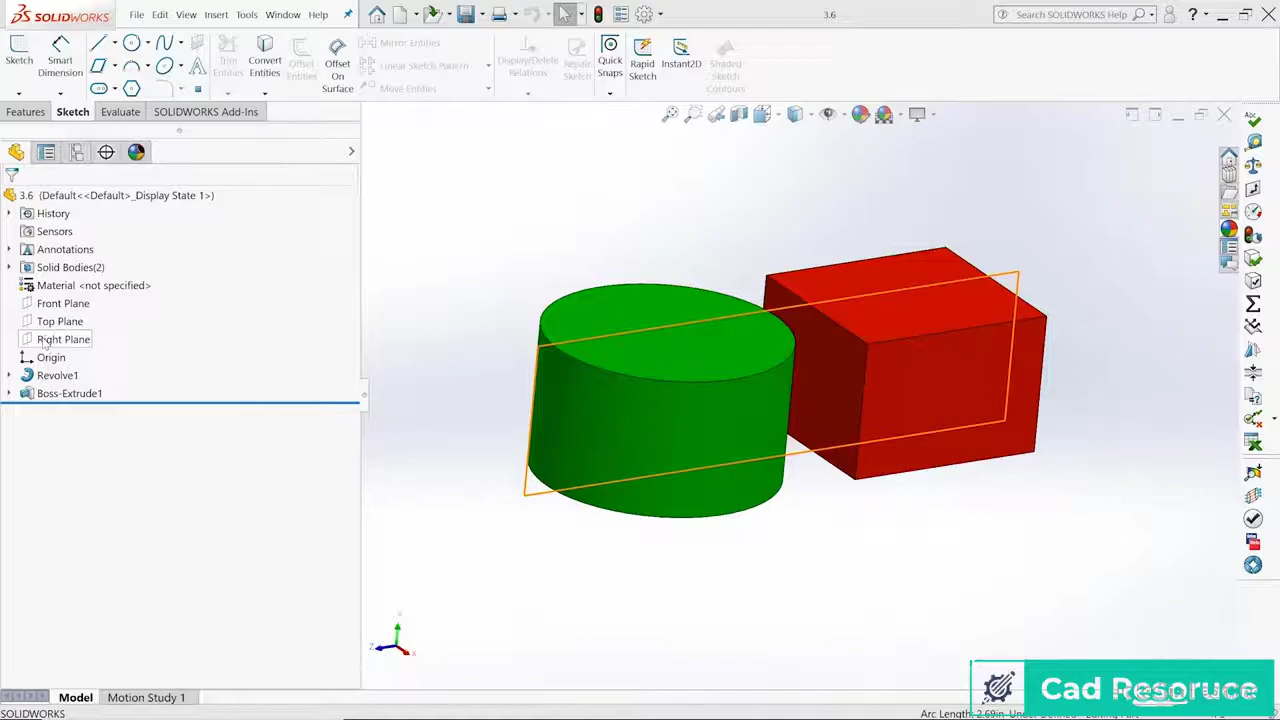 SOLIDWORKS File Edit View Insert Tools Window Help 3.6 Search SOLIDWORKS Help
Sketch Smart Dimension Trim Entities Convert Entities Offset Entities Offset On Surface Mirror Entities Linear Sketch Pattern Move Entities Display/Delete Relations Repair Sketch Quick Snaps Rapid Sketch Instant2D Shaded Sketch Contours
Features Sketch Evaluate SOLIDWORKS Add-Ins
3.6 (Default<<Default>_Display State 1>)
History
Sensors
Annotations
Solid Bodies(2)
Material <not specified>
Front Plane
Top Plane
Right Plane
Origin
Revolve1
Boss-Extrude1
Model Motion Study 1
Cad Resoruce
SOLIDWORKS